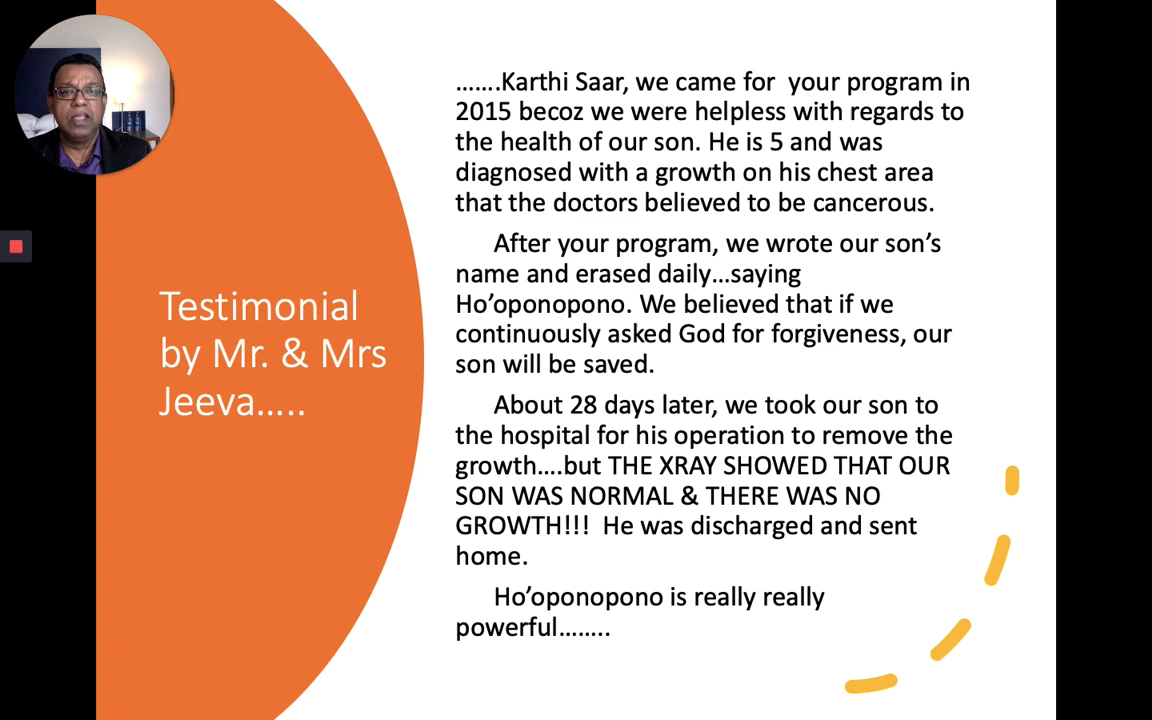 Testimonial
by Mr. & Mrs
Jeeva…..
…….Karthi Saar, we came for  your program in
2015 becoz we were helpless with regards to
the health of our son. He is 5 and was
diagnosed with a growth on his chest area
that the doctors believed to be cancerous.
After your program, we wrote our son’s
name and erased daily…saying
Ho’oponopono. We believed that if we
continuously asked God for forgiveness, our
son will be saved.
About 28 days later, we took our son to
the hospital for his operation to remove the
growth….but THE XRAY SHOWED THAT OUR
SON WAS NORMAL & THERE WAS NO
GROWTH!!!  He was discharged and sent
home.
Ho’oponopono is really really
powerful……..